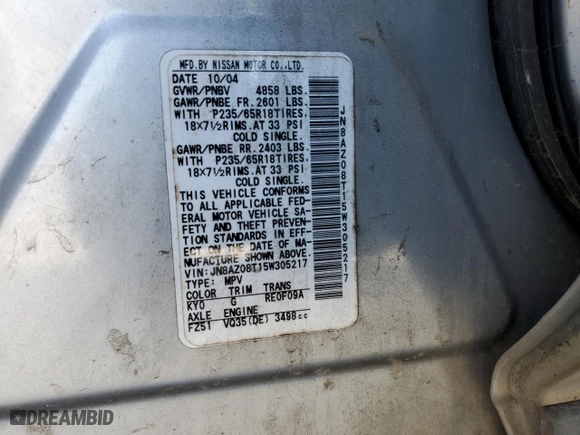 MFD.BY NISSAN MOTOR CO.,LTD.
DATE 10/04
GVWR/PNBV 4858 LBS.
GAWR/PNBE FR.2601 LBS.
WITH P235/65R18TIRES.
18X7½RIMS.AT 33 PSI
COLD SINGLE.
GAWR/PNBE RR.2403 LBS.
WITH P235/65R18TIRES.
18X7½RIMS.AT 33 PSI
COLD SINGLE.
THIS VEHICLE CONFORMS
TO ALL APPLICABLE FED-
ERAL MOTOR VEHICLE SA-
FETY AND THEFT PREVENT-
ION STANDARDS IN EFF-
ECT ON THE DATE OF MA-
NUFACTURE SHOWN ABOVE.
VIN: JN8AZ08T15W305217
TYPE: MPV
COLOR TRIM TRANS
KY0 G RE0F09A
AXLE ENGINE
FZ51 VQ35(DE) 3498cc
JN8AZ08T15W305217
DREAMBID